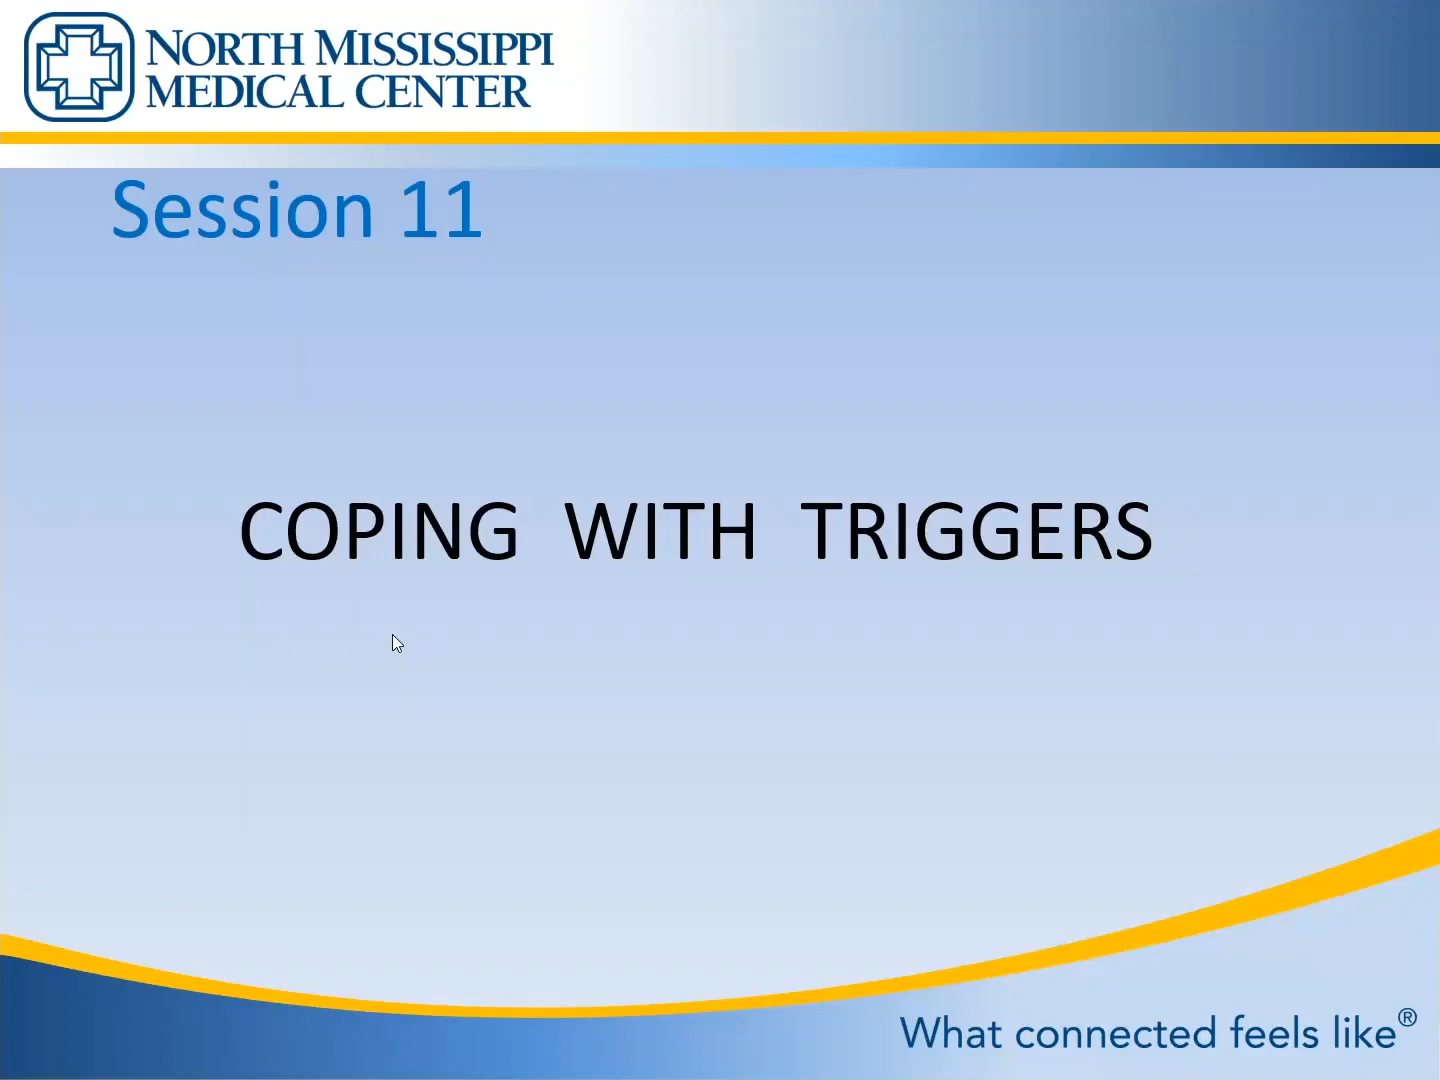 NORTH MISSISSIPPI
MEDICAL CENTER
Session 11
COPING WITH TRIGGERS
What connected feels like®